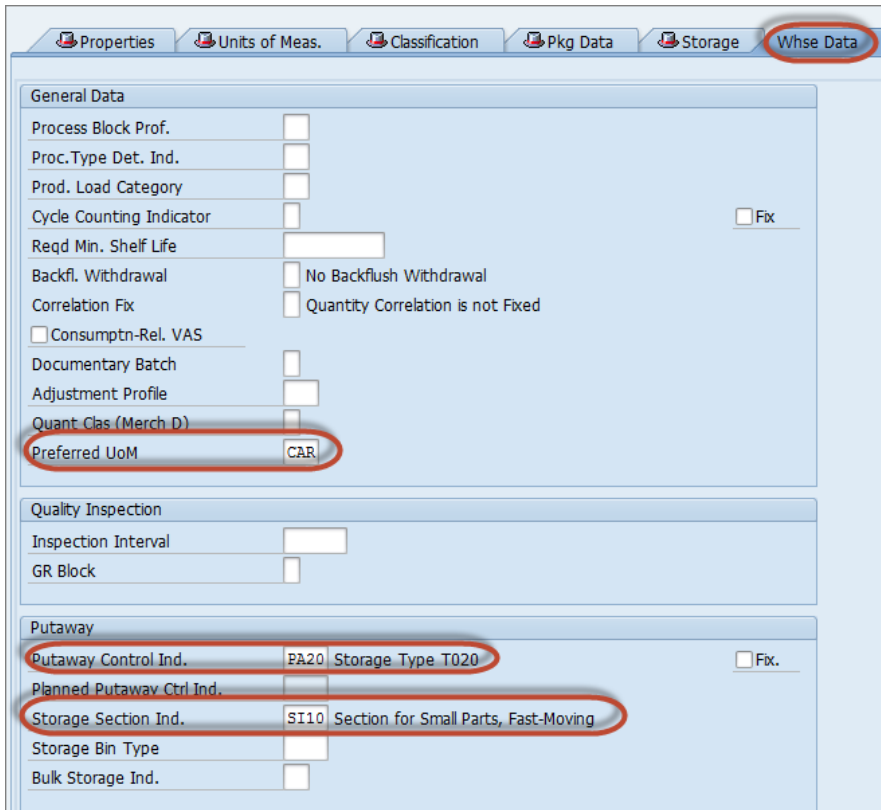 Properties Units of Meas. Classification Pkg Data Storage Whse Data
General Data
Process Block Prof.
Proc.Type Det. Ind.
Prod. Load Category
Cycle Counting Indicator Fix
Reqd Min. Shelf Life
Backfl. Withdrawal No Backflush Withdrawal
Correlation Fix Quantity Correlation is not Fixed
Consumptn-Rel. VAS
Documentary Batch
Adjustment Profile
Quant Clas (Merch D)
Preferred UoM CAR
Quality Inspection
Inspection Interval
GR Block
Putaway
Putaway Control Ind. PA20 Storage Type T020 Fix.
Planned Putaway Ctrl Ind.
Storage Section Ind. SI10 Section for Small Parts, Fast-Moving
Storage Bin Type
Bulk Storage Ind.